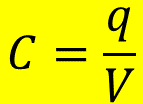 C = q/V